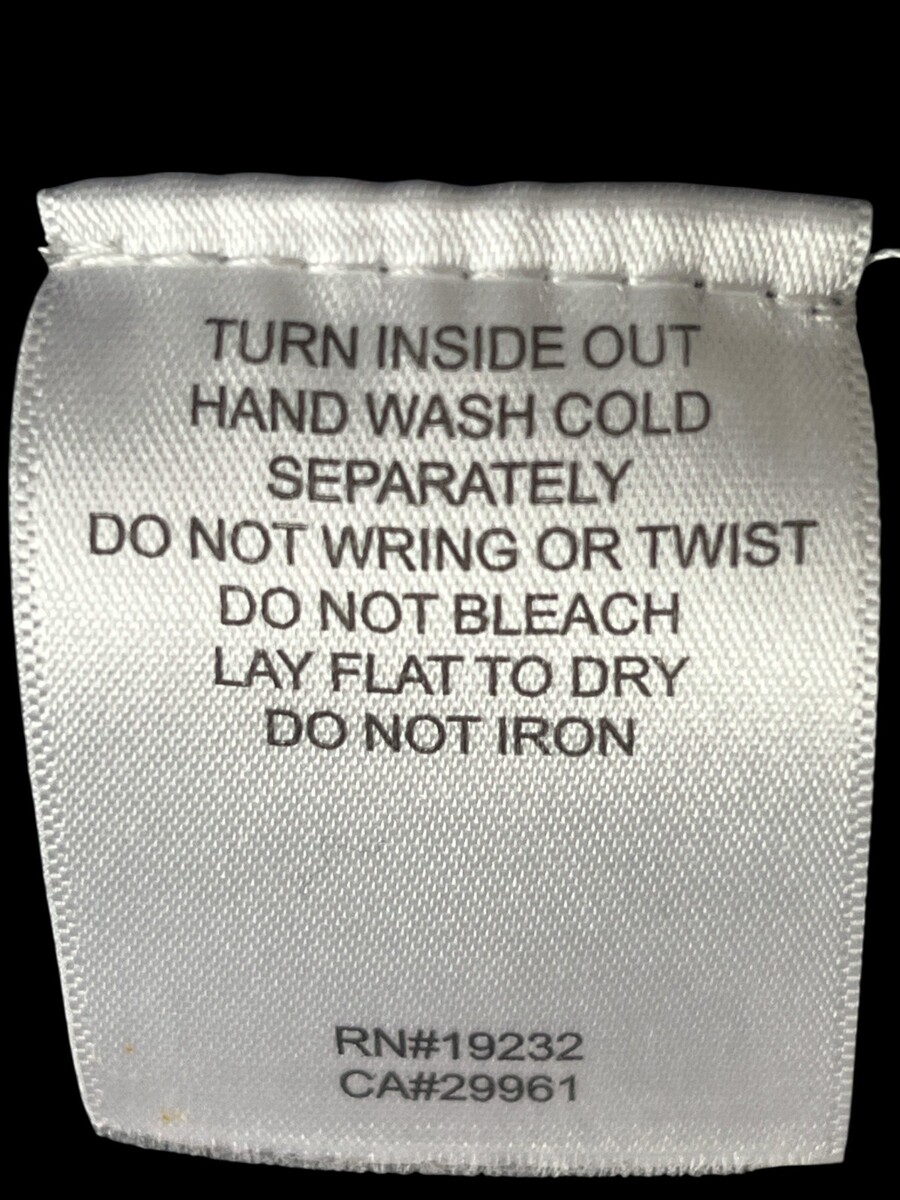 TURN INSIDE OUT
HAND WASH COLD
SEPARATELY
DO NOT WRING OR TWIST
DO NOT BLEACH
LAY FLAT TO DRY
DO NOT IRON
RN#19232
CA#29961